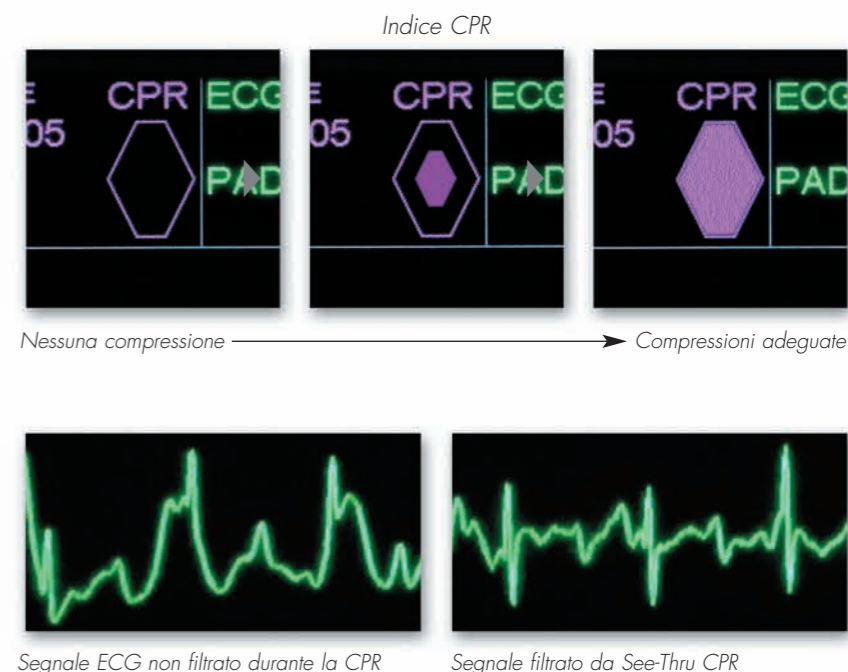 Indice CPR
E CPR ECG
05
PAD
E CPR ECG
05
PAD
E CPR ECG
05
PAD
Nessuna compressione
Compressioni adeguate
Segnale ECG non filtrato durante la CPR
Segnale filtrato da See-Thru CPR